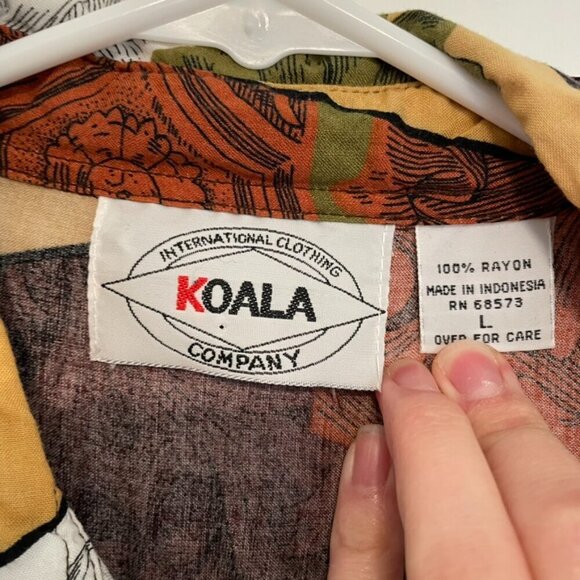 INTERNATIONAL CLOTHING
KOALA
COMPANY
100% RAYON
MADE IN INDONESIA
RN 68573
L
OVER FOR CARE